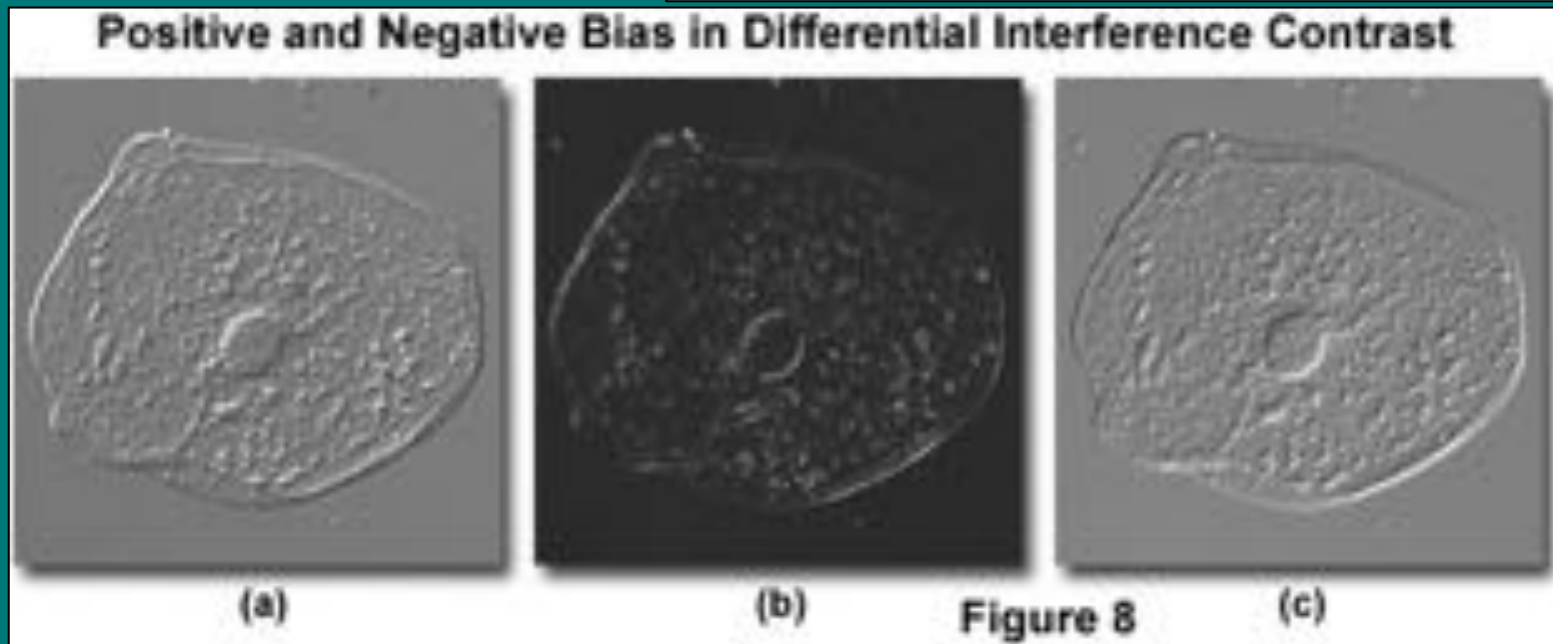 Positive and Negative Bias in Differential Interference Contrast
(a) (b) (c)
Figure 8